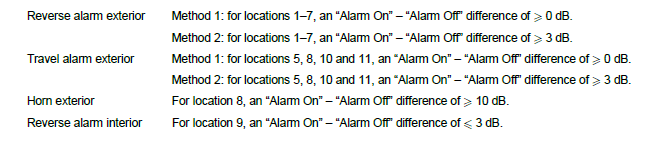 Reverse alarm exterior Method 1: for locations 1–7, an “Alarm On” – “Alarm Off” difference of ⩾ 0 dB.
Method 2: for locations 1–7, an “Alarm On” – “Alarm Off” difference of ⩾ 3 dB.
Travel alarm exterior Method 1: for locations 5, 8, 10 and 11, an “Alarm On” – “Alarm Off” difference of ⩾ 0 dB.
Method 2: for locations 5, 8, 10 and 11, an “Alarm On” – “Alarm Off” difference of ⩾ 3 dB.
Horn exterior For location 8, an “Alarm On” – “Alarm Off” difference of ⩾ 10 dB.
Reverse alarm interior For location 9, an “Alarm On” – “Alarm Off” difference of ⩽ 3 dB.